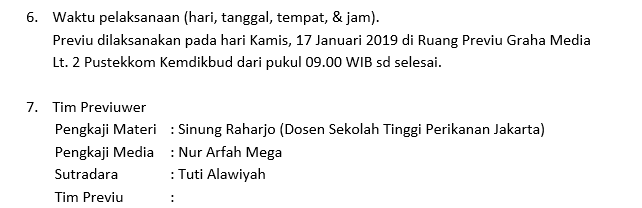 6. Waktu pelaksanaan (hari, tanggal, tempat, & jam).
Previu dilaksanakan pada hari Kamis, 17 Januari 2019 di Ruang Previu Graha Media
Lt. 2 Pustekkom Kemdikbud dari pukul 09.00 WIB sd selesai.
7. Tim Previuwer
Pengkaji Materi : Sinung Raharjo (Dosen Sekolah Tinggi Perikanan Jakarta)
Pengkaji Media : Nur Arfah Mega
Sutradara : Tuti Alawiyah
Tim Previu :